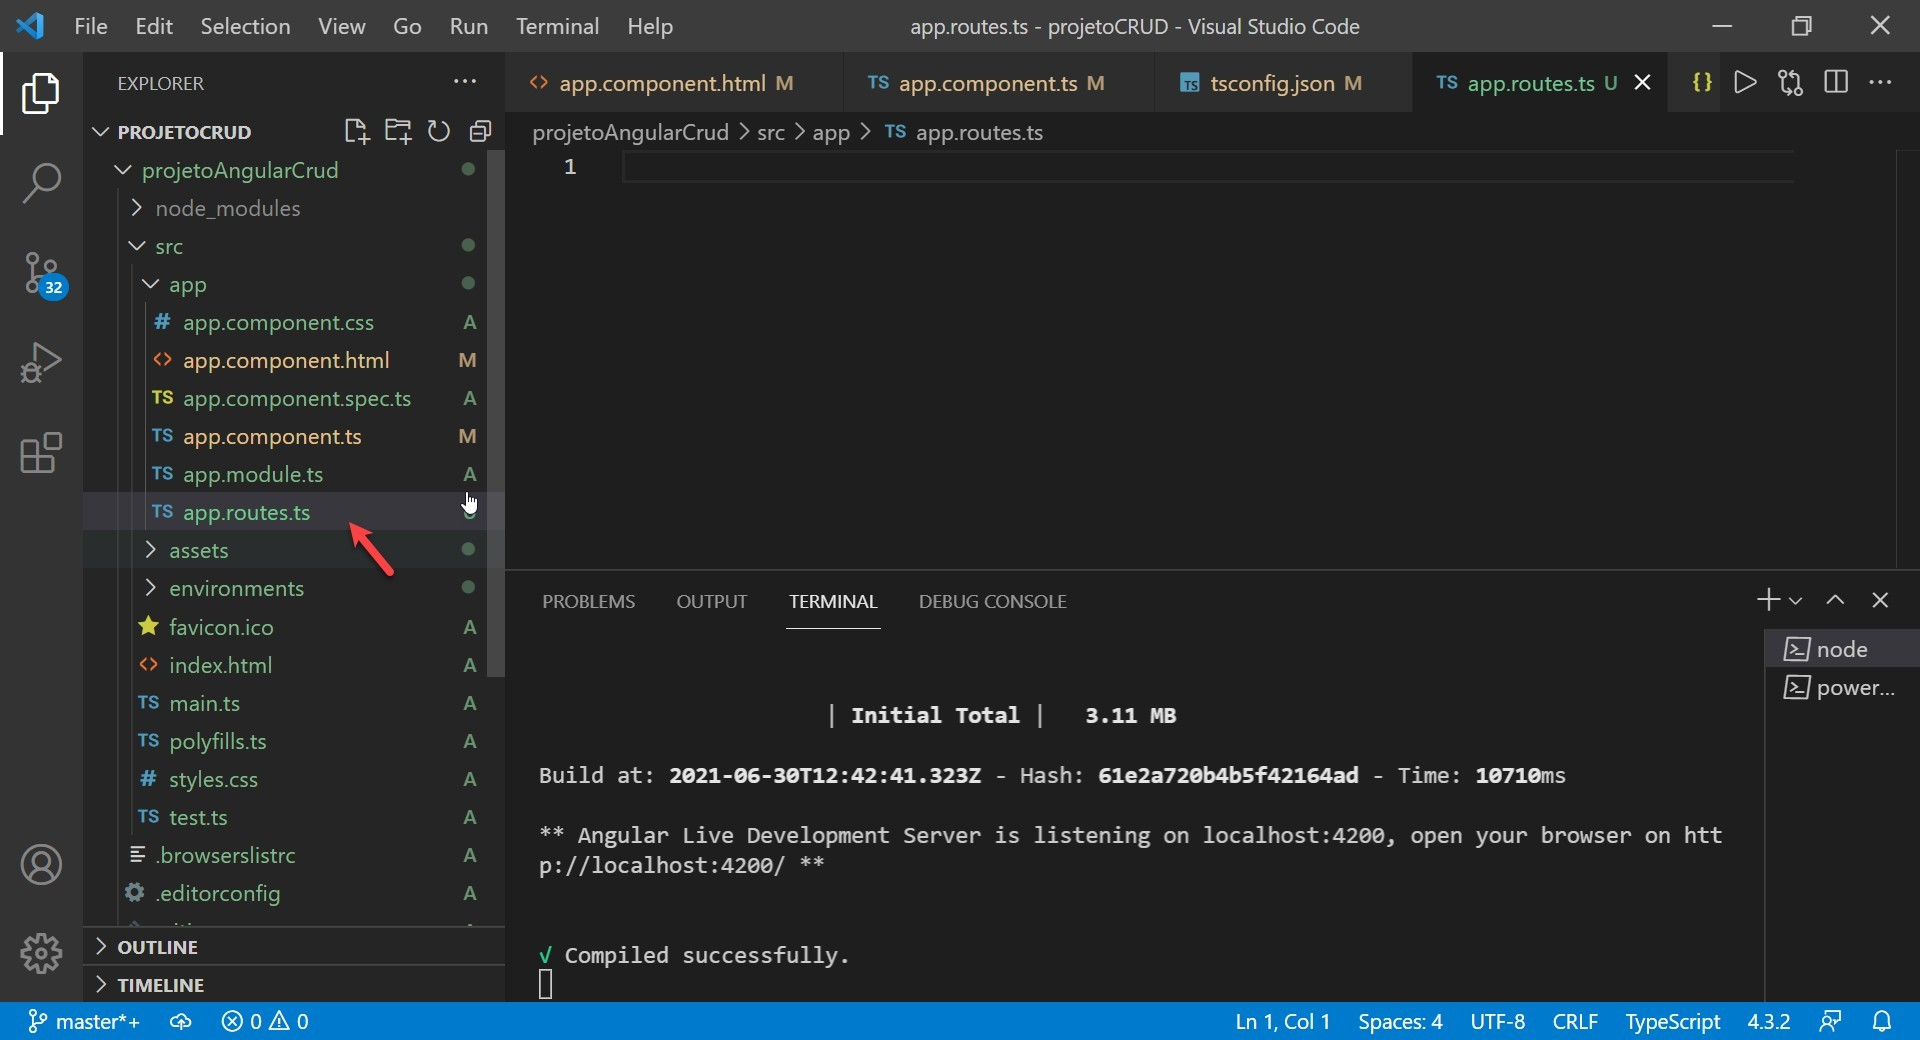 File Edit Selection View Go Run Terminal Help
app.routes.ts - projetoCRUD - Visual Studio Code
EXPLORER
PROJETOCRUD
projetoAngularCrud
node_modules
src
app
# app.component.css A
<> app.component.html M
TS app.component.spec.ts A
TS app.component.ts M
TS app.module.ts A
TS app.routes.ts
assets
environments
favicon.ico A
<> index.html A
TS main.ts A
TS polyfills.ts A
# styles.css A
TS test.ts A
.browserslistrc A
.editorconfig A
OUTLINE
TIMELINE
32
<> app.component.html M
TS app.component.ts M
TS tsconfig.json M
TS app.routes.ts U
{}
projetoAngularCrud > src > app > TS app.routes.ts
1
PROBLEMS OUTPUT TERMINAL DEBUG CONSOLE
node
power...
| Initial Total | 3.11 MB
Build at: 2021-06-30T12:42:41.323Z - Hash: 61e2a720b4b5f42164ad - Time: 10710ms
** Angular Live Development Server is listening on localhost:4200, open your browser on htt
p://localhost:4200/ **
√ Compiled successfully.
master*+ 0 0
Ln 1, Col 1 Spaces: 4 UTF-8 CRLF TypeScript 4.3.2